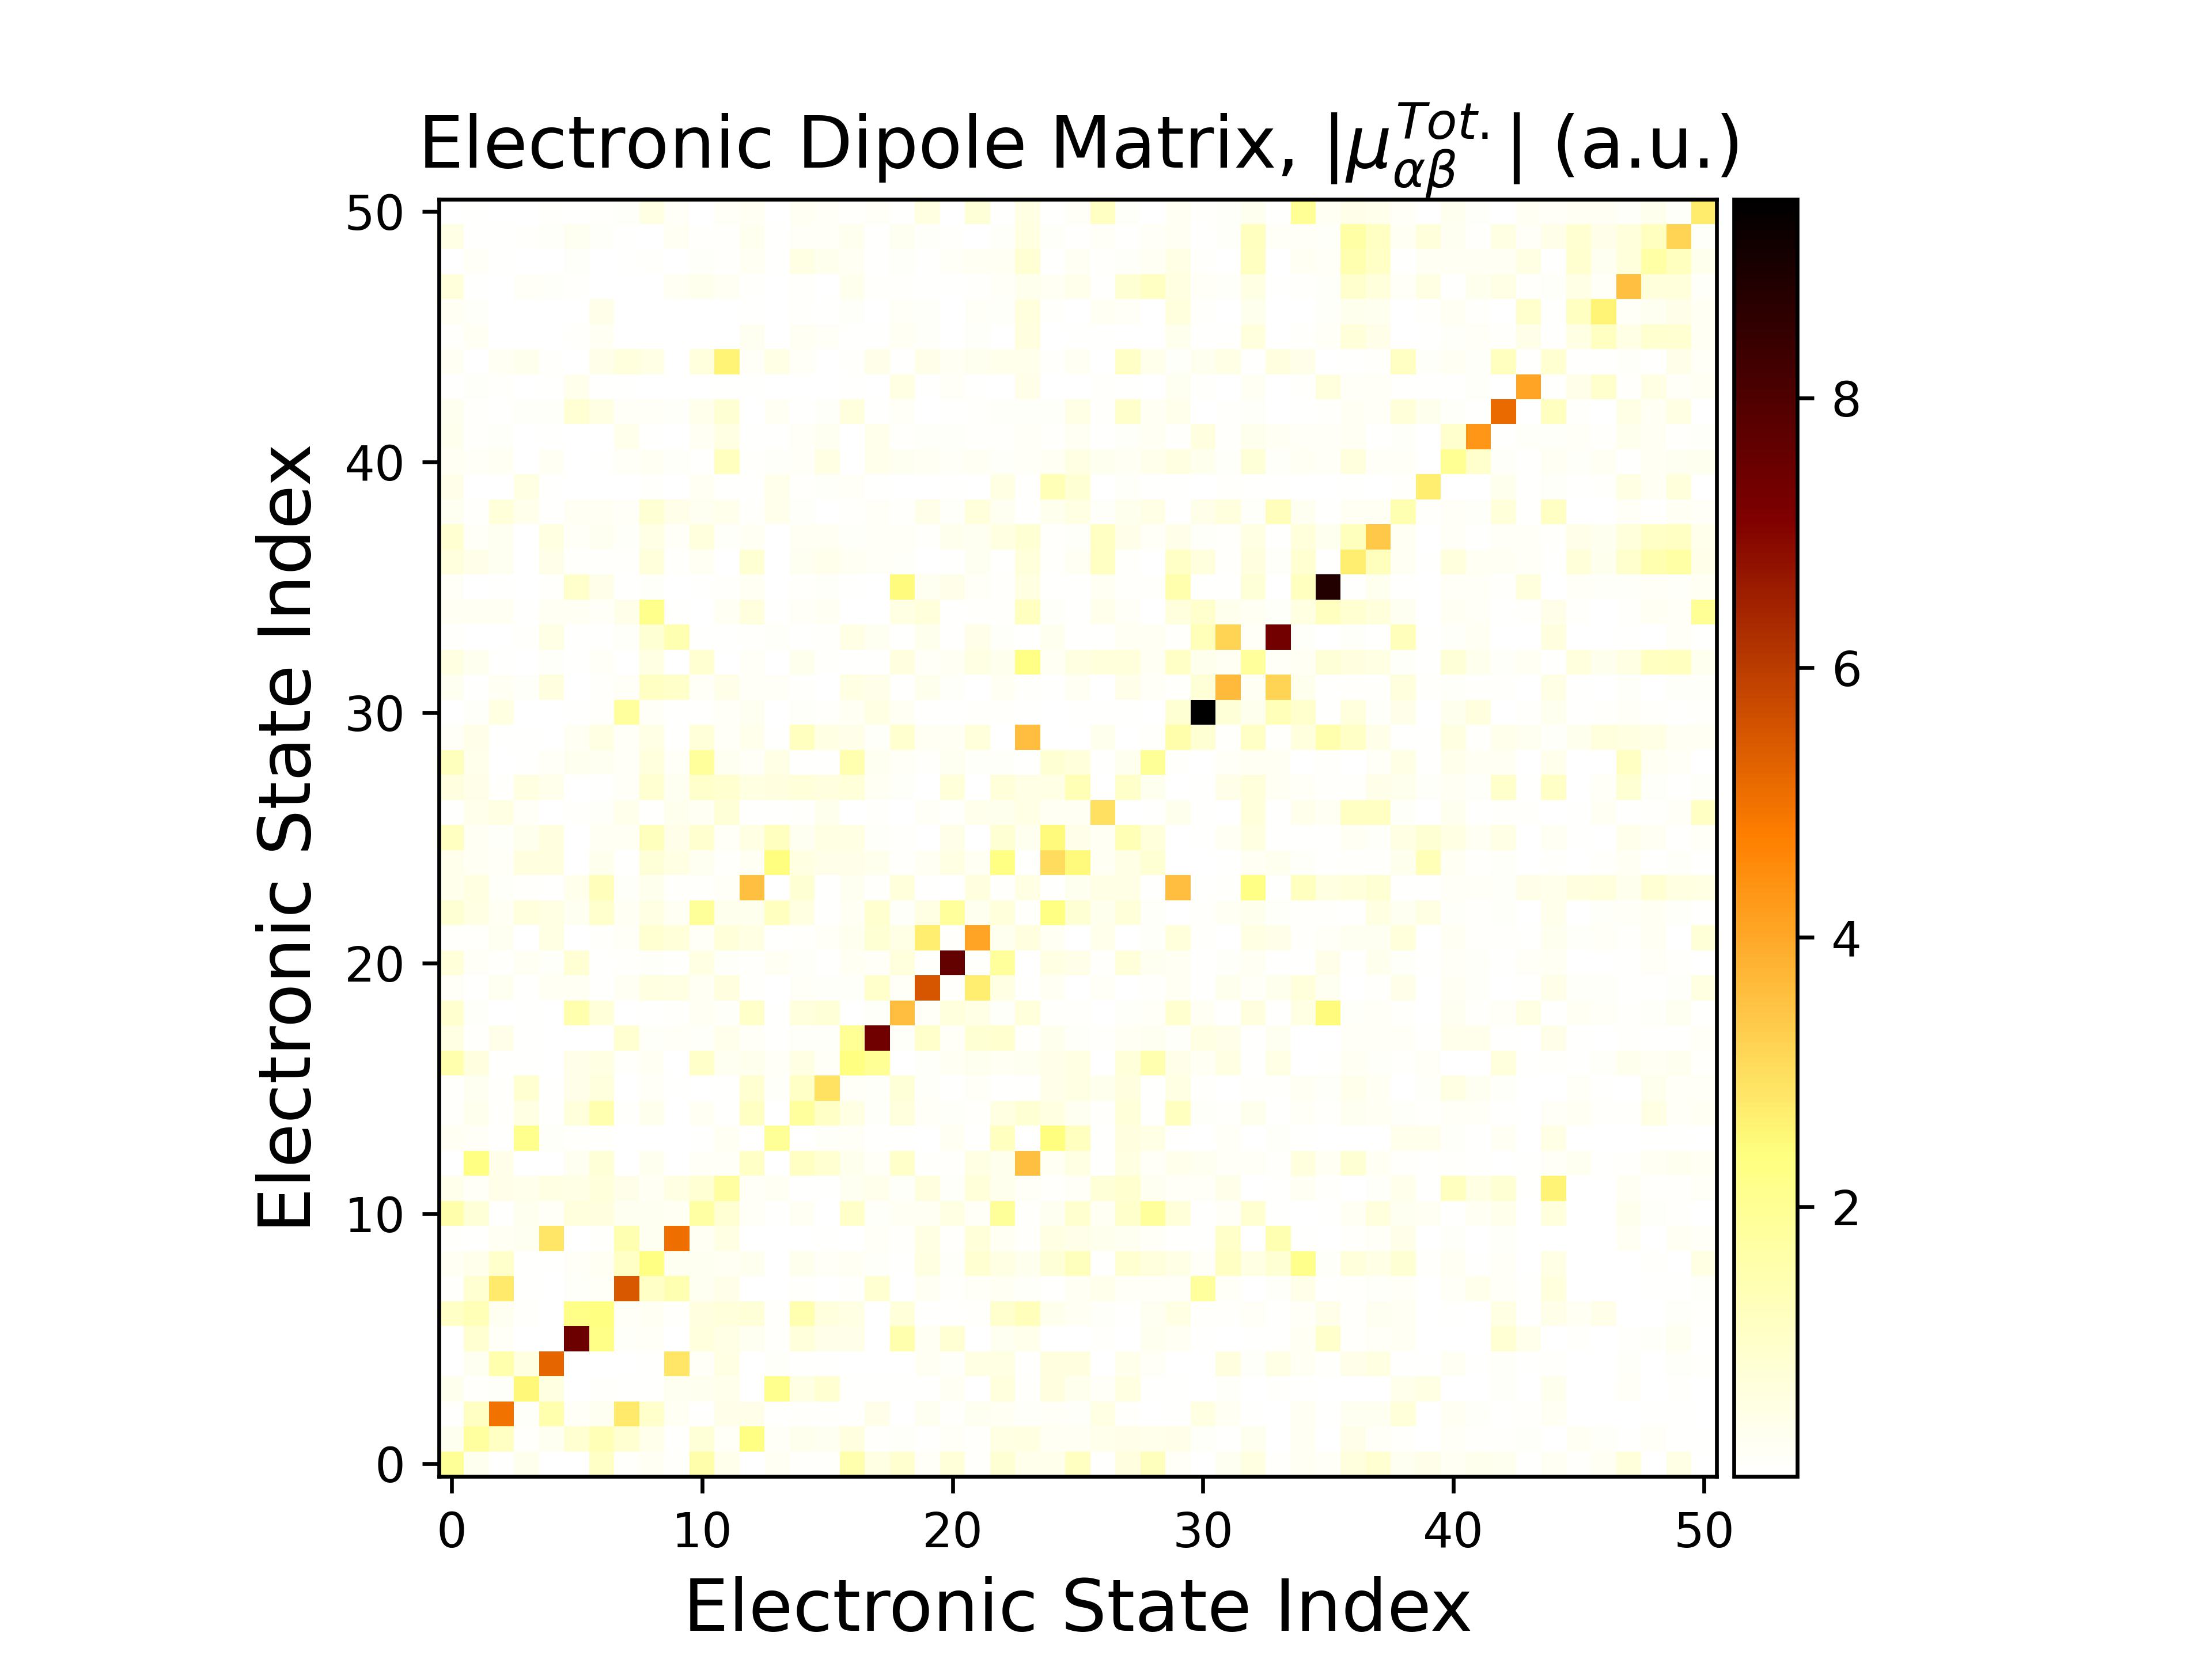 Electronic Dipole Matrix, |μ_{αβ}^{Tot.}| (a.u.)
Electronic State Index
50
40
30
20
10
0
0 10 20 30 40 50
Electronic State Index
8
6
4
2